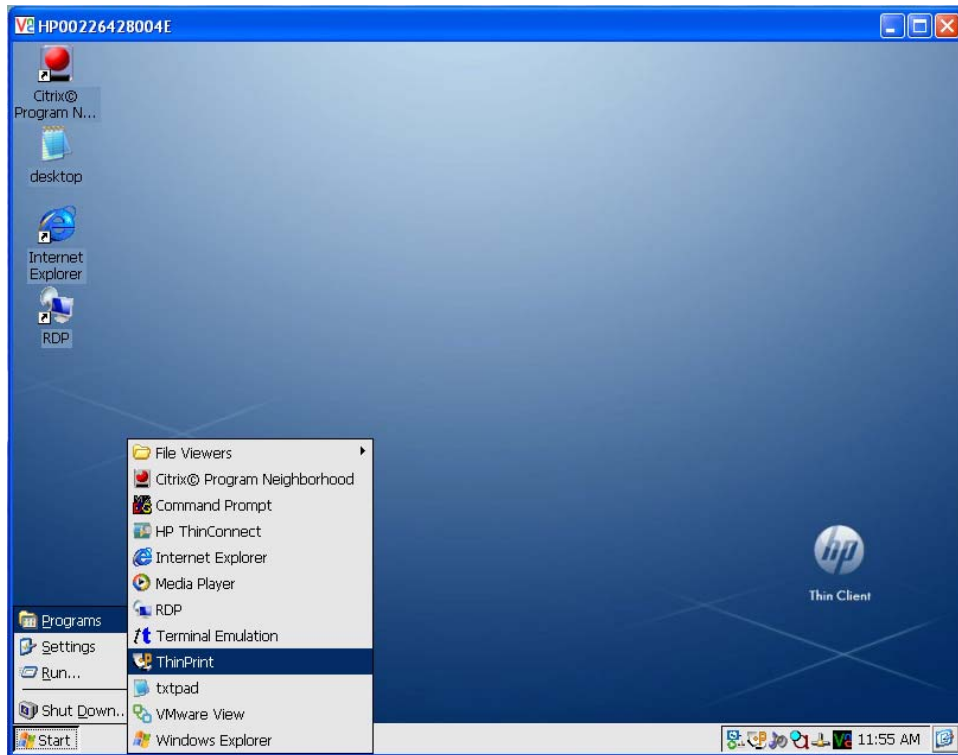 HP00226428004E
Citrix©
Program N...
desktop
Internet
Explorer
RDP
File Viewers
Citrix© Program Neighborhood
Command Prompt
HP ThinConnect
Internet Explorer
Media Player
RDP
Terminal Emulation
ThinPrint
txtpad
VMware View
Windows Explorer
Programs
Settings
Run...
Shut Down..
Start
hp
Thin Client
11:55 AM